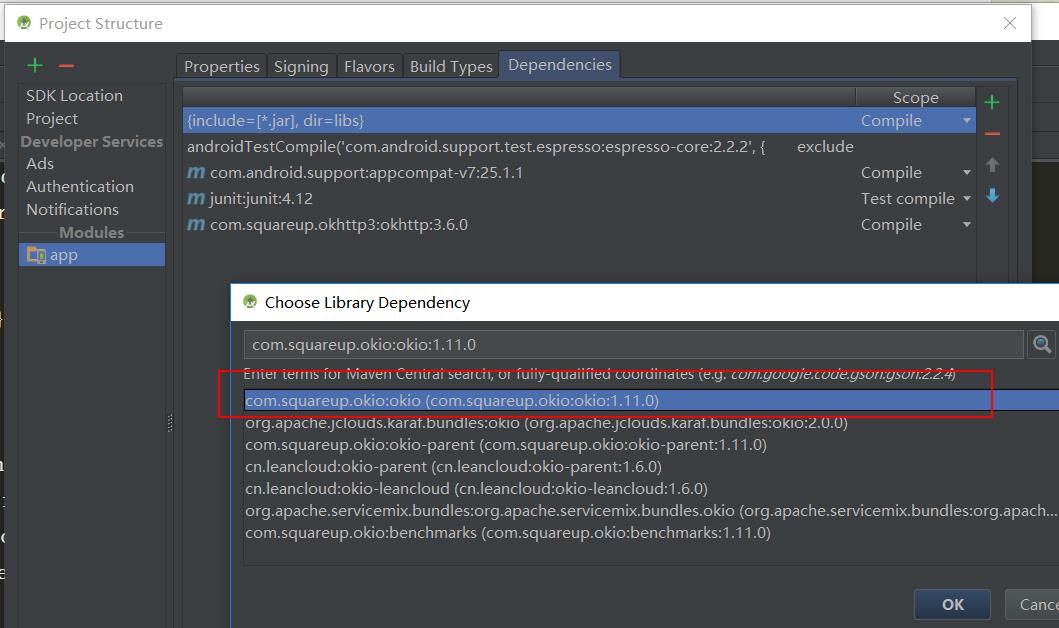 Project Structure
Properties Signing Flavors Build Types Dependencies
SDK Location
Project
Developer Services
Ads
Authentication
Notifications
Modules
app
Scope
{include=[*.jar], dir=libs} Compile
androidTestCompile('com.android.support.test.espresso:espresso-core:2.2.2', { exclude
m com.android.support:appcompat-v7:25.1.1 Compile
m junit:junit:4.12 Test compile
m com.squareup.okhttp3:okhttp:3.6.0 Compile
Choose Library Dependency
com.squareup.okio:okio:1.11.0
Enter terms for Maven Central search, or fully-qualified coordinates (e.g. com.google.code.gson:gson:2.2.4)
com.squareup.okio:okio (com.squareup.okio:okio:1.11.0)
org.apache.jclouds.karaf.bundles:okio (org.apache.jclouds.karaf.bundles:okio:2.0.0)
com.squareup.okio:okio-parent (com.squareup.okio:okio-parent:1.11.0)
cn.leancloud:okio-parent (cn.leancloud:okio-parent:1.6.0)
cn.leancloud:okio-leancloud (cn.leancloud:okio-leancloud:1.6.0)
org.apache.servicemix.bundles:org.apache.servicemix.bundles.okio (org.apache.servicemix.bundles:org.apach...
com.squareup.okio:benchmarks (com.squareup.okio:benchmarks:1.11.0)
OK Cance